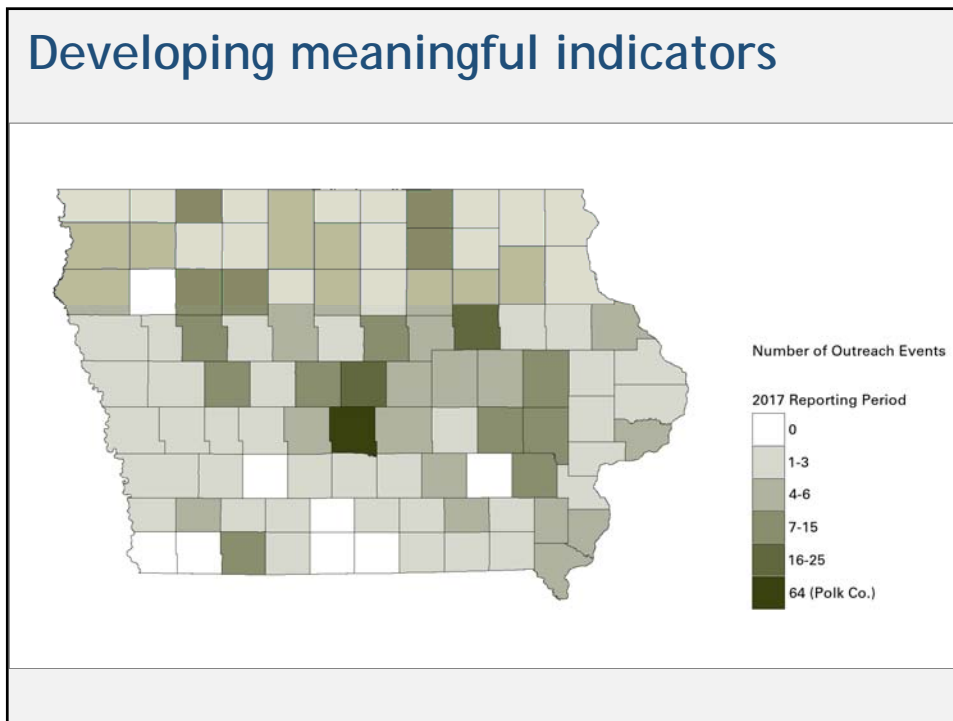 Developing meaningful indicators
Number of Outreach Events
2017 Reporting Period
0
1-3
4-6
7-15
16-25
64 (Polk Co.)